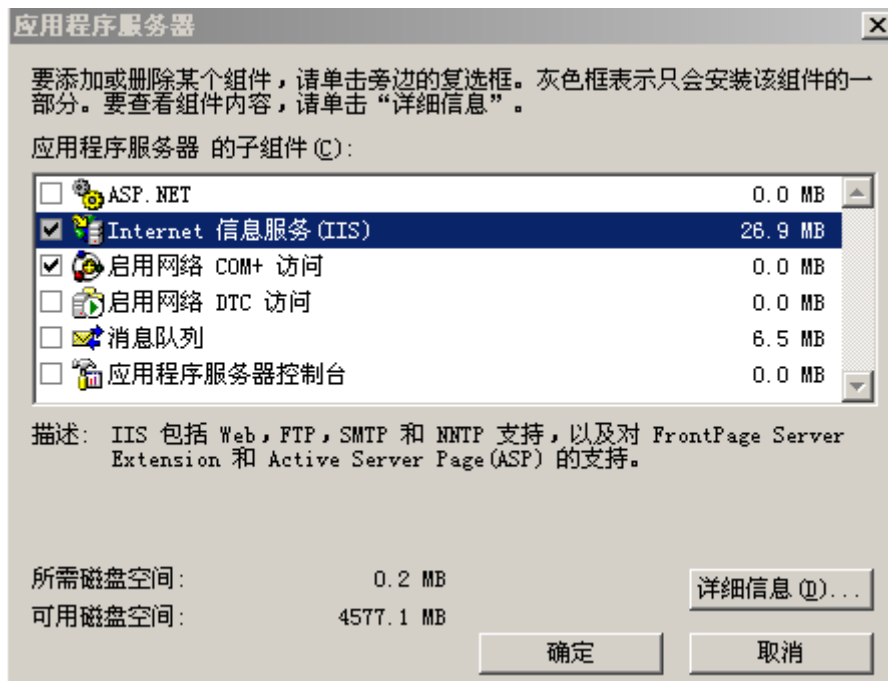 应用程序服务器
要添加或删除某个组件，请单击旁边的复选框。灰色框表示只会安装该组件的一
部分。要查看组件内容，请单击“详细信息”。
应用程序服务器 的子组件(C):
ASP.NET 0.0 MB
Internet 信息服务(IIS) 26.9 MB
启用网络 COM+ 访问 0.0 MB
启用网络 DTC 访问 0.0 MB
消息队列 6.5 MB
应用程序服务器控制台 0.0 MB
描述: IIS 包括 Web，FTP，SMTP 和 NNTP 支持，以及对 FrontPage Server
Extension 和 Active Server Page(ASP) 的支持。
所需磁盘空间: 0.2 MB
详细信息(D)...
可用磁盘空间: 4577.1 MB
确定 取消